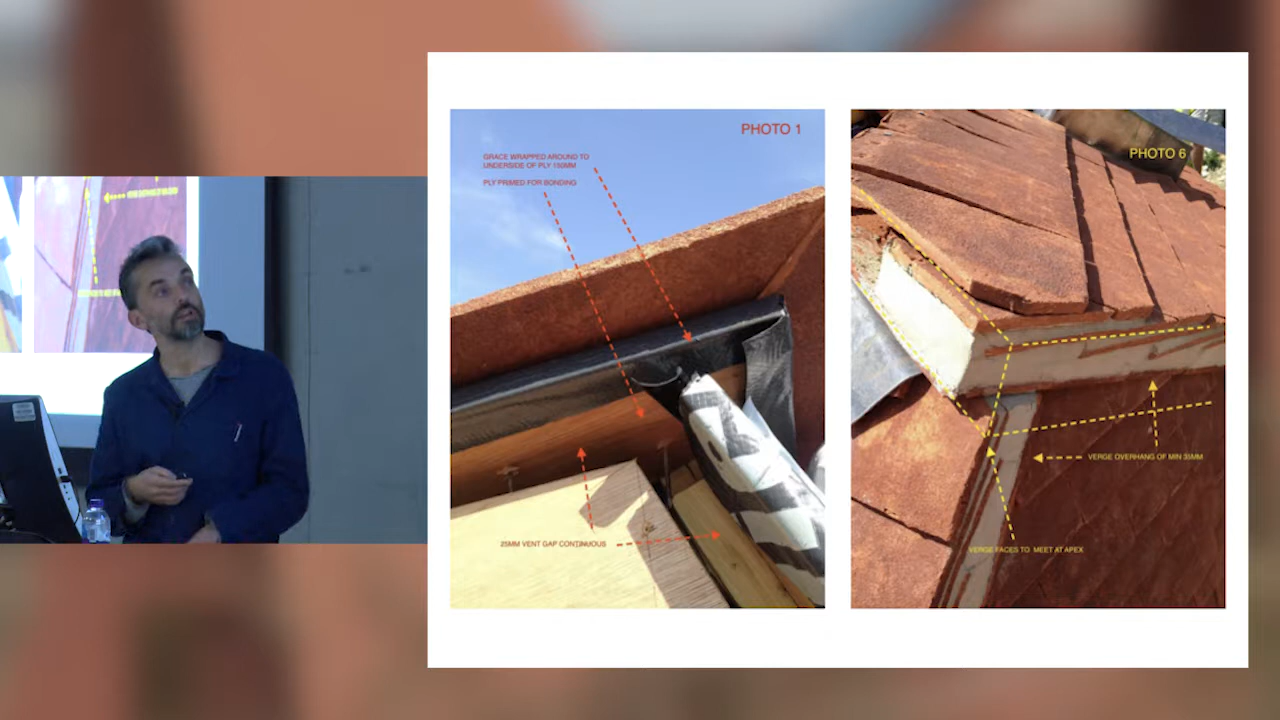 PHOTO 1
GRACE WRAPPED AROUND TO
UNDERSIDE OF PLY 150MM
PLY PRIMED FOR BONDING
25MM VENT GAP CONTINUOUS
PHOTO 6
VERGE OVERHANG OF MIN 35MM
VERGE FACES TO MEET AT APEX